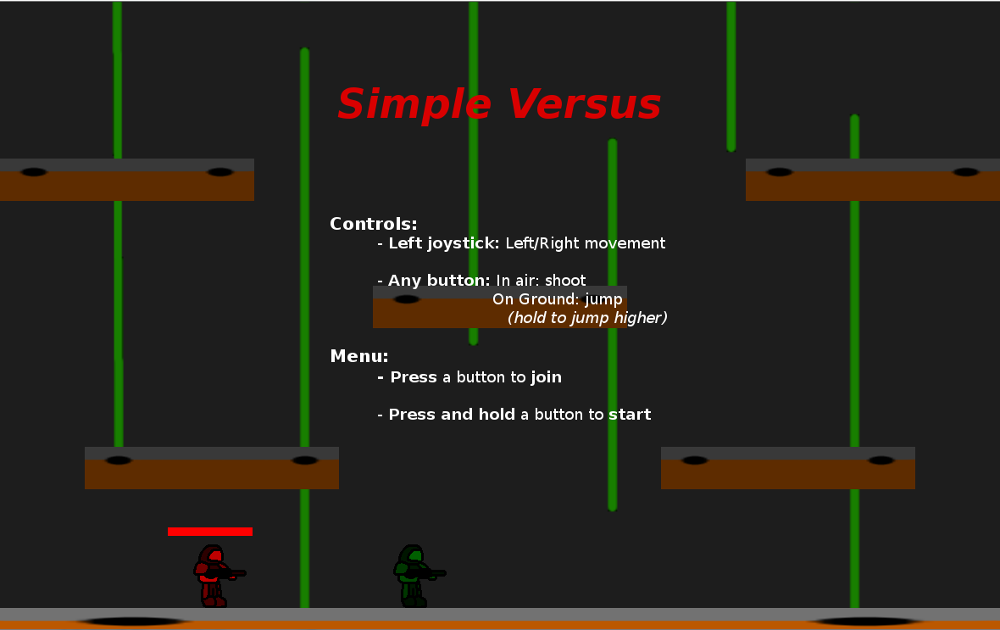 Simple Versus
Controls:
- Left joystick: Left/Right movement
- Any button: In air: shoot
On Ground: jump
(hold to jump higher)
Menu:
- Press a button to join
- Press and hold a button to start